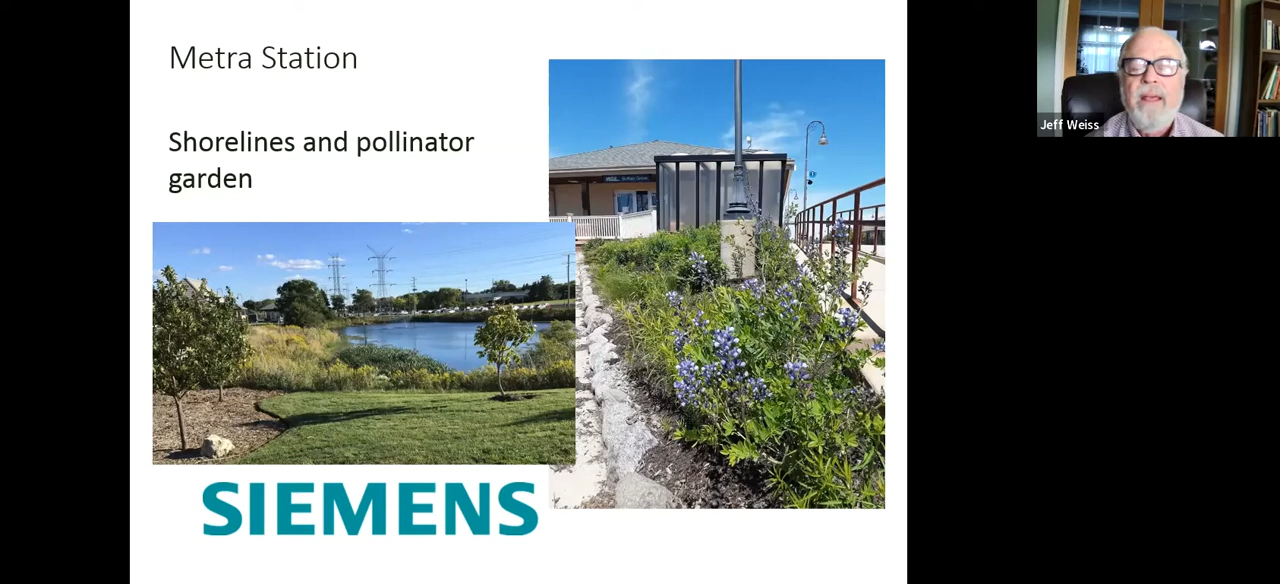 Metra Station
Shorelines and pollinator
garden
SIEMENS
Jeff Weiss